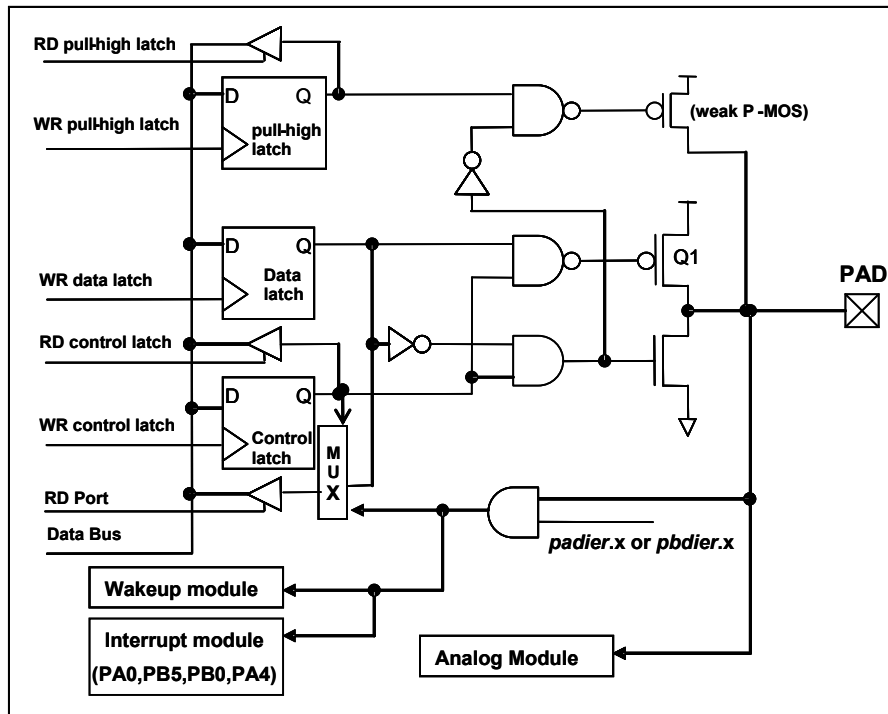 RD pull-high latch
D Q
WR pull-high latch
pull-high
latch
(weak P -MOS)
D Q
WR data latch
Data
latch
Q1
PAD
RD control latch
D Q
WR control latch
Control
latch
M
U
X
RD Port
Data Bus
padier.x or pbdier.x
Wakeup module
Interrupt module
(PA0,PB5,PB0,PA4)
Analog Module